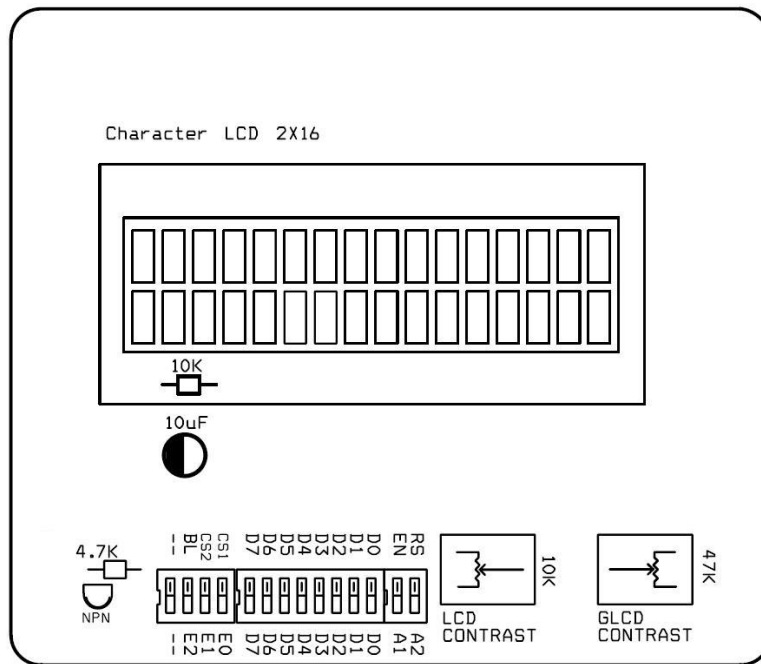 Character LCD 2X16
10K
10uF
4.7K
NPN
-- BL CS2 CS1 D7 D6 D5 D4 D3 D2 D1 D0 EN RS
-- E2 E1 E0 D7 D6 D5 D4 D3 D2 D1 D0 A1 A2
10K
LCD
CONTRAST
47K
GLCD
CONTRAST